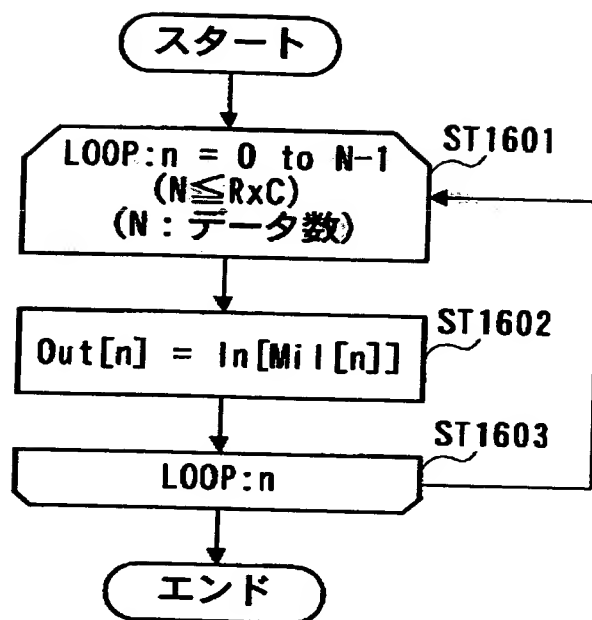 スタート
LOOP:n = 0 to N-1
(N≦RxC)
(N:データ数)
ST1601
Out[n] = In[Mil[n]]
ST1602
LOOP:n
ST1603
エンド